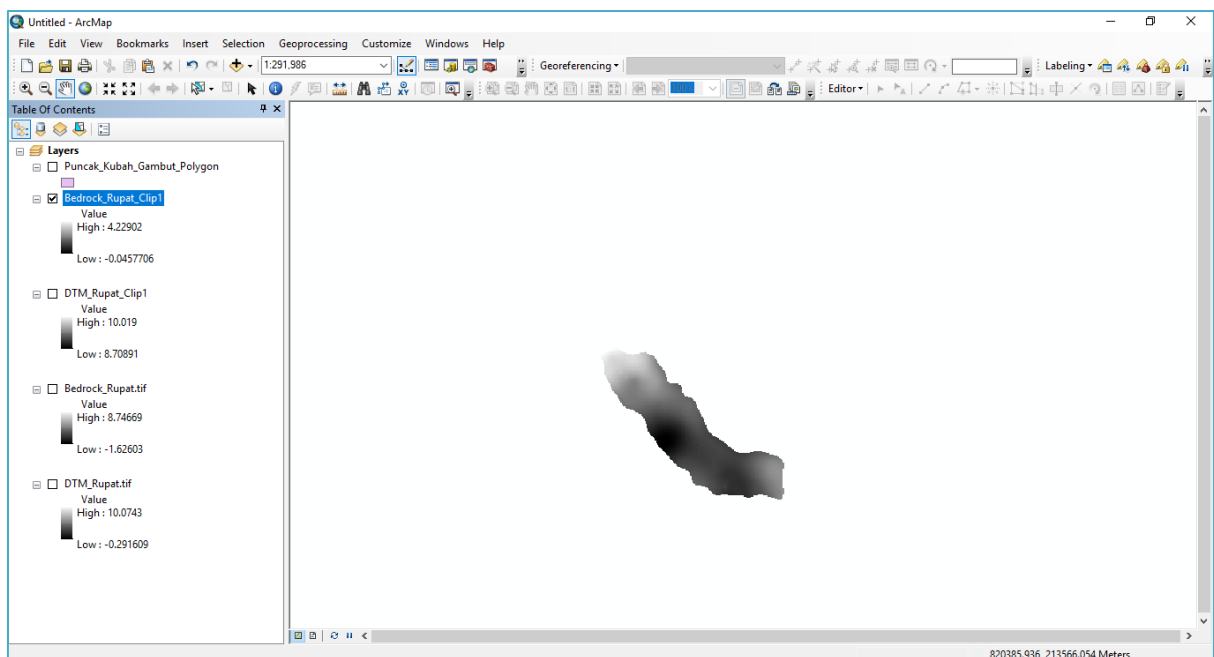 Untitled - ArcMap
File Edit View Bookmarks Insert Selection Geoprocessing Customize Windows Help
1:291,986 Georeferencing Labeling
Editor
Table Of Contents
Layers
Puncak_Kubah_Gambut_Polygon
Bedrock_Rupat_Clip1
Value
High : 4.22902
Low : -0.0457706
DTM_Rupat_Clip1
Value
High : 10.019
Low : 8.70891
Bedrock_Rupat.tif
Value
High : 8.74669
Low : -1.62603
DTM_Rupat.tif
Value
High : 10.0743
Low : -0.291609
820385.936 213566.054 Meters